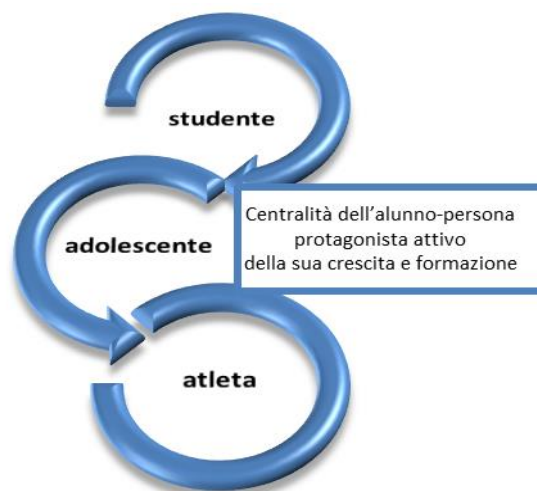 studente
Centralità dell'alunno-persona
protagonista attivo
della sua crescita e formazione
adolescente
atleta